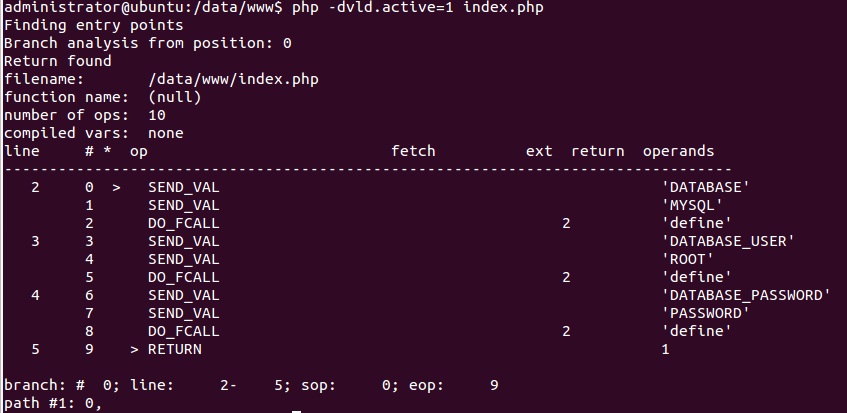 administrator@ubuntu:/data/www$ php -dvld.active=1 index.php
Finding entry points
Branch analysis from position: 0
Return found
filename:       /data/www/index.php
function name:  (null)
number of ops:  10
compiled vars:  none
line     # *  op                           fetch          ext  return  operands
---------------------------------------------------------------------------------
   2     0  >   SEND_VAL                                                 'DATABASE'
         1      SEND_VAL                                                 'MYSQL'
         2      DO_FCALL                                      2          'define'
   3     3      SEND_VAL                                                 'DATABASE_USER'
         4      SEND_VAL                                                 'ROOT'
         5      DO_FCALL                                      2          'define'
   4     6      SEND_VAL                                                 'DATABASE_PASSWORD'
         7      SEND_VAL                                                 'PASSWORD'
         8      DO_FCALL                                      2          'define'
   5     9    > RETURN                                                   1
branch: #  0; line:     2-    5; sop:     0; eop:     9
path #1: 0,